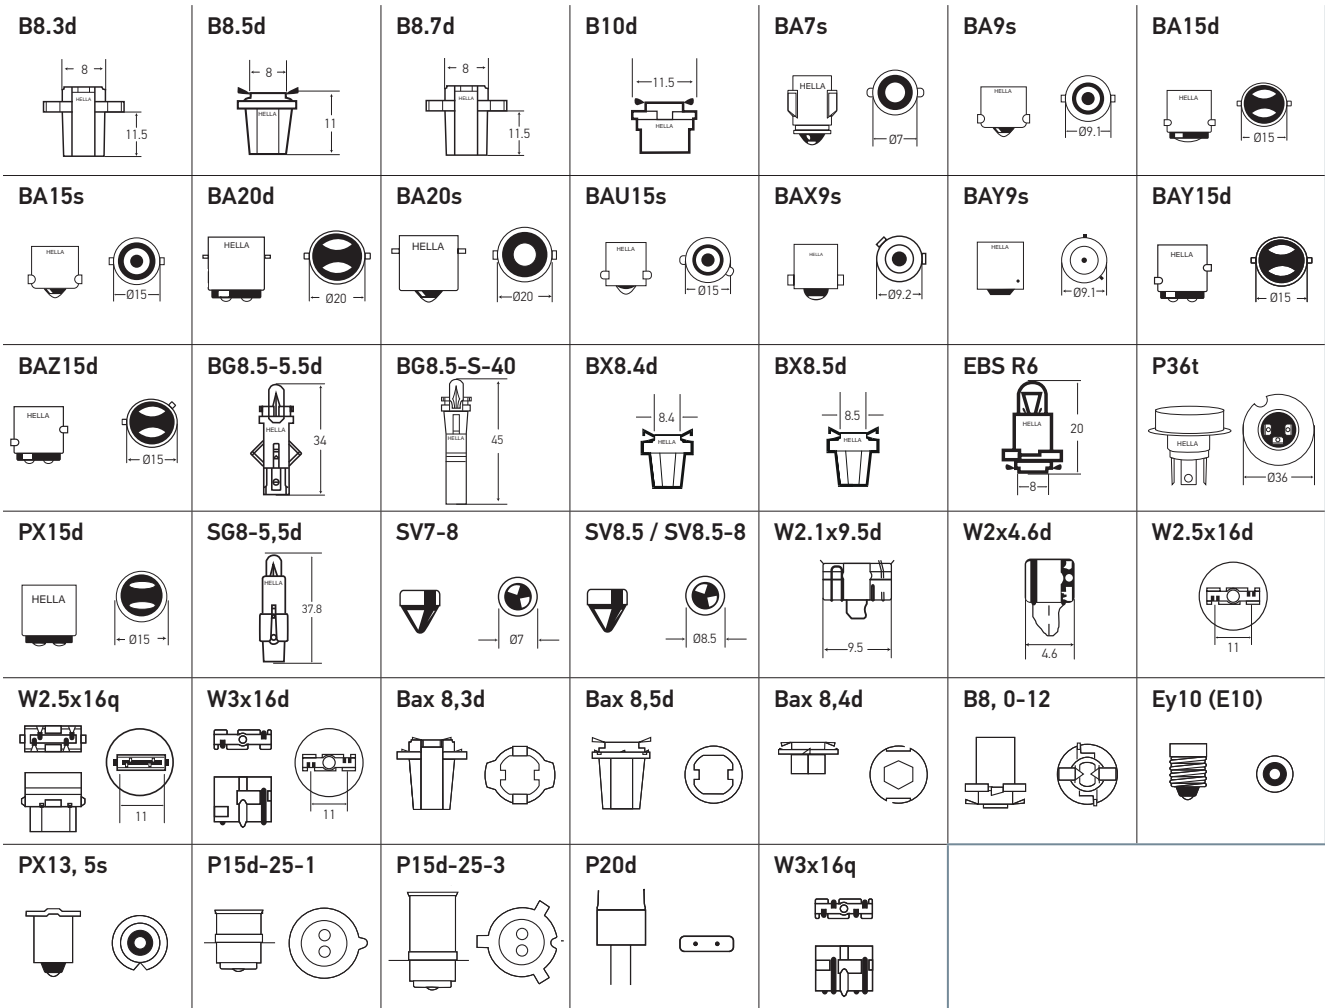 B8.3d B8.5d B8.7d B10d BA7s BA9s BA15d
8 8 8 11.5
HELLA HELLA HELLA HELLA HELLA HELLA HELLA
11.5 11 11.5 Ø7 Ø9.1 Ø15
BA15s BA20d BA20s BAU15s BAX9s BAY9s BAY15d
HELLA HELLA HELLA HELLA HELLA HELLA HELLA
Ø15 Ø20 Ø20 Ø15 Ø9.2 Ø9.1 Ø15
BAZ15d BG8.5-5.5d BG8.5-S-40 BX8.4d BX8.5d EBS R6 P36t
8.4 8.5
HELLA HELLA HELLA HELLA HELLA HELLA HELLA
Ø15 34 45 20 8 Ø36
PX15d SG8-5,5d SV7-8 SV8.5 / SV8.5-8 W2.1x9.5d W2x4.6d W2.5x16d
HELLA HELLA
Ø15 37.8 Ø7 Ø8.5 9.5 4.6 11
W2.5x16q W3x16d Bax 8,3d Bax 8,5d Bax 8,4d B8, 0-12 Ey10 (E10)
11 11
PX13, 5s P15d-25-1 P15d-25-3 P20d W3x16q